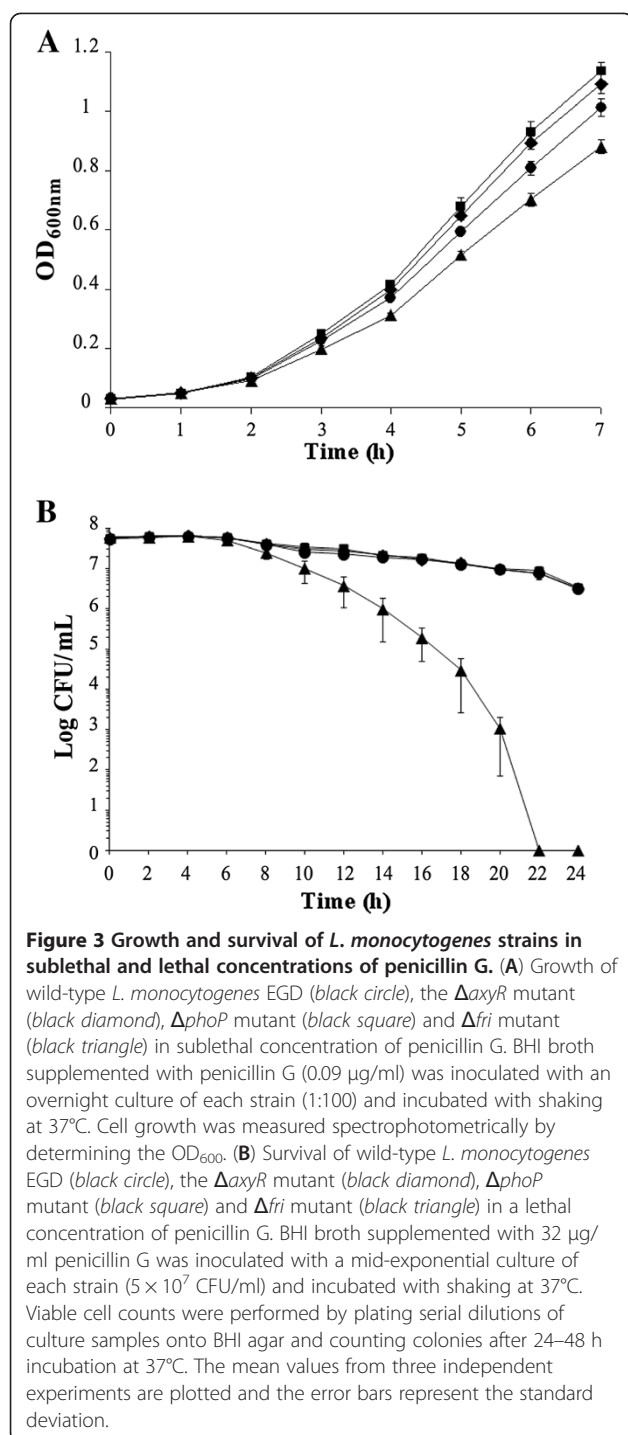 A
1.2
1
0.8
0.6
0.4
0.2
0
OD600nm
0 1 2 3 4 5 6 7
Time (h)
B
8
7
6
5
4
3
2
1
0
Log CFU/mL
0 2 4 6 8 10 12 14 16 18 20 22 24
Time (h)
Figure 3 Growth and survival of L. monocytogenes strains in
sublethal and lethal concentrations of penicillin G. (A) Growth of
wild-type L. monocytogenes EGD (black circle), the ΔaxyR mutant
(black diamond), ΔphoP mutant (black square) and Δfri mutant
(black triangle) in sublethal concentration of penicillin G. BHI broth
supplemented with penicillin G (0.09 μg/ml) was inoculated with an
overnight culture of each strain (1:100) and incubated with shaking
at 37°C. Cell growth was measured spectrophotometrically by
determining the OD600. (B) Survival of wild-type L. monocytogenes
EGD (black circle), the ΔaxyR mutant (black diamond), ΔphoP
mutant (black square) and Δfri mutant (black triangle) in a lethal
concentration of penicillin G. BHI broth supplemented with 32 μg/
ml penicillin G was inoculated with a mid-exponential culture of
each strain (5 × 10⁷ CFU/ml) and incubated with shaking at 37°C.
Viable cell counts were performed by plating serial dilutions of
culture samples onto BHI agar and counting colonies after 24–48 h
incubation at 37°C. The mean values from three independent
experiments are plotted and the error bars represent the standard
deviation.